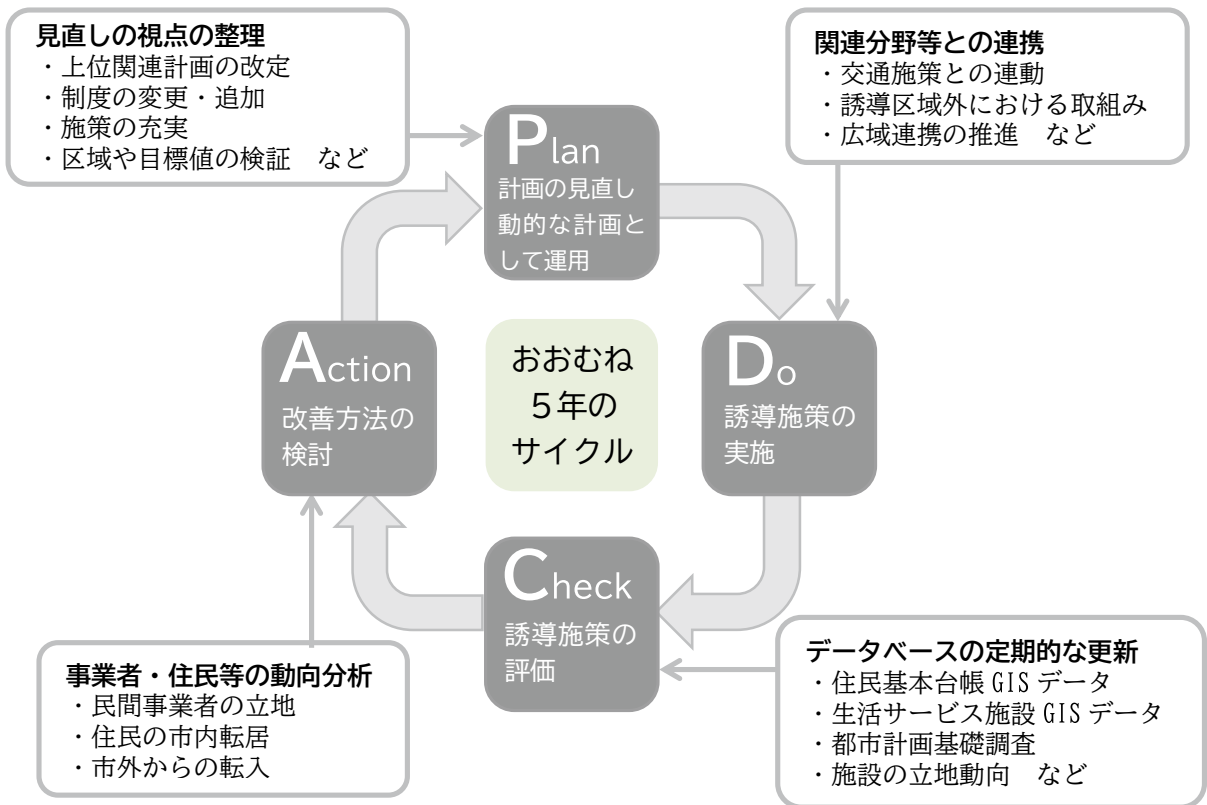 見直しの視点の整理
・上位関連計画の改定
・制度の変更・追加
・施策の充実
・区域や目標値の検証　など
関連分野等との連携
・交通施策との連動
・誘導区域外における取組み
・広域連携の推進　など
Plan
計画の見直し
動的な計画と
して運用
Action
改善方法の
検討
おおむね
５年の
サイクル
Do
誘導施策の
実施
Check
誘導施策の
評価
事業者・住民等の動向分析
・民間事業者の立地
・住民の市内転居
・市外からの転入
データベースの定期的な更新
・住民基本台帳 GIS データ
・生活サービス施設 GIS データ
・都市計画基礎調査
・施設の立地動向　など